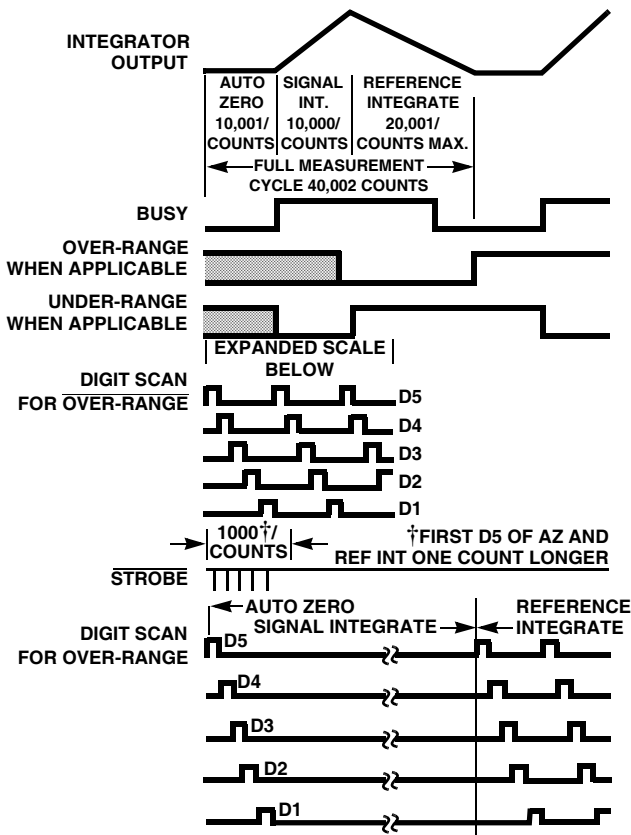 INTEGRATOR
OUTPUT
AUTO
ZERO
10,001/
COUNTS
SIGNAL
INT.
10,000/
COUNTS
REFERENCE
INTEGRATE
20,001/
COUNTS MAX.
FULL MEASUREMENT
CYCLE 40,002 COUNTS
BUSY
OVER-RANGE
WHEN APPLICABLE
UNDER-RANGE
WHEN APPLICABLE
EXPANDED SCALE
BELOW
DIGIT SCAN
FOR OVER-RANGE
D5
D4
D3
D2
D1
1000†/
COUNTS
†FIRST D5 OF AZ AND
REF INT ONE COUNT LONGER
STROBE
AUTO ZERO
SIGNAL INTEGRATE
REFERENCE
INTEGRATE
DIGIT SCAN
FOR OVER-RANGE
D5
D4
D3
D2
D1